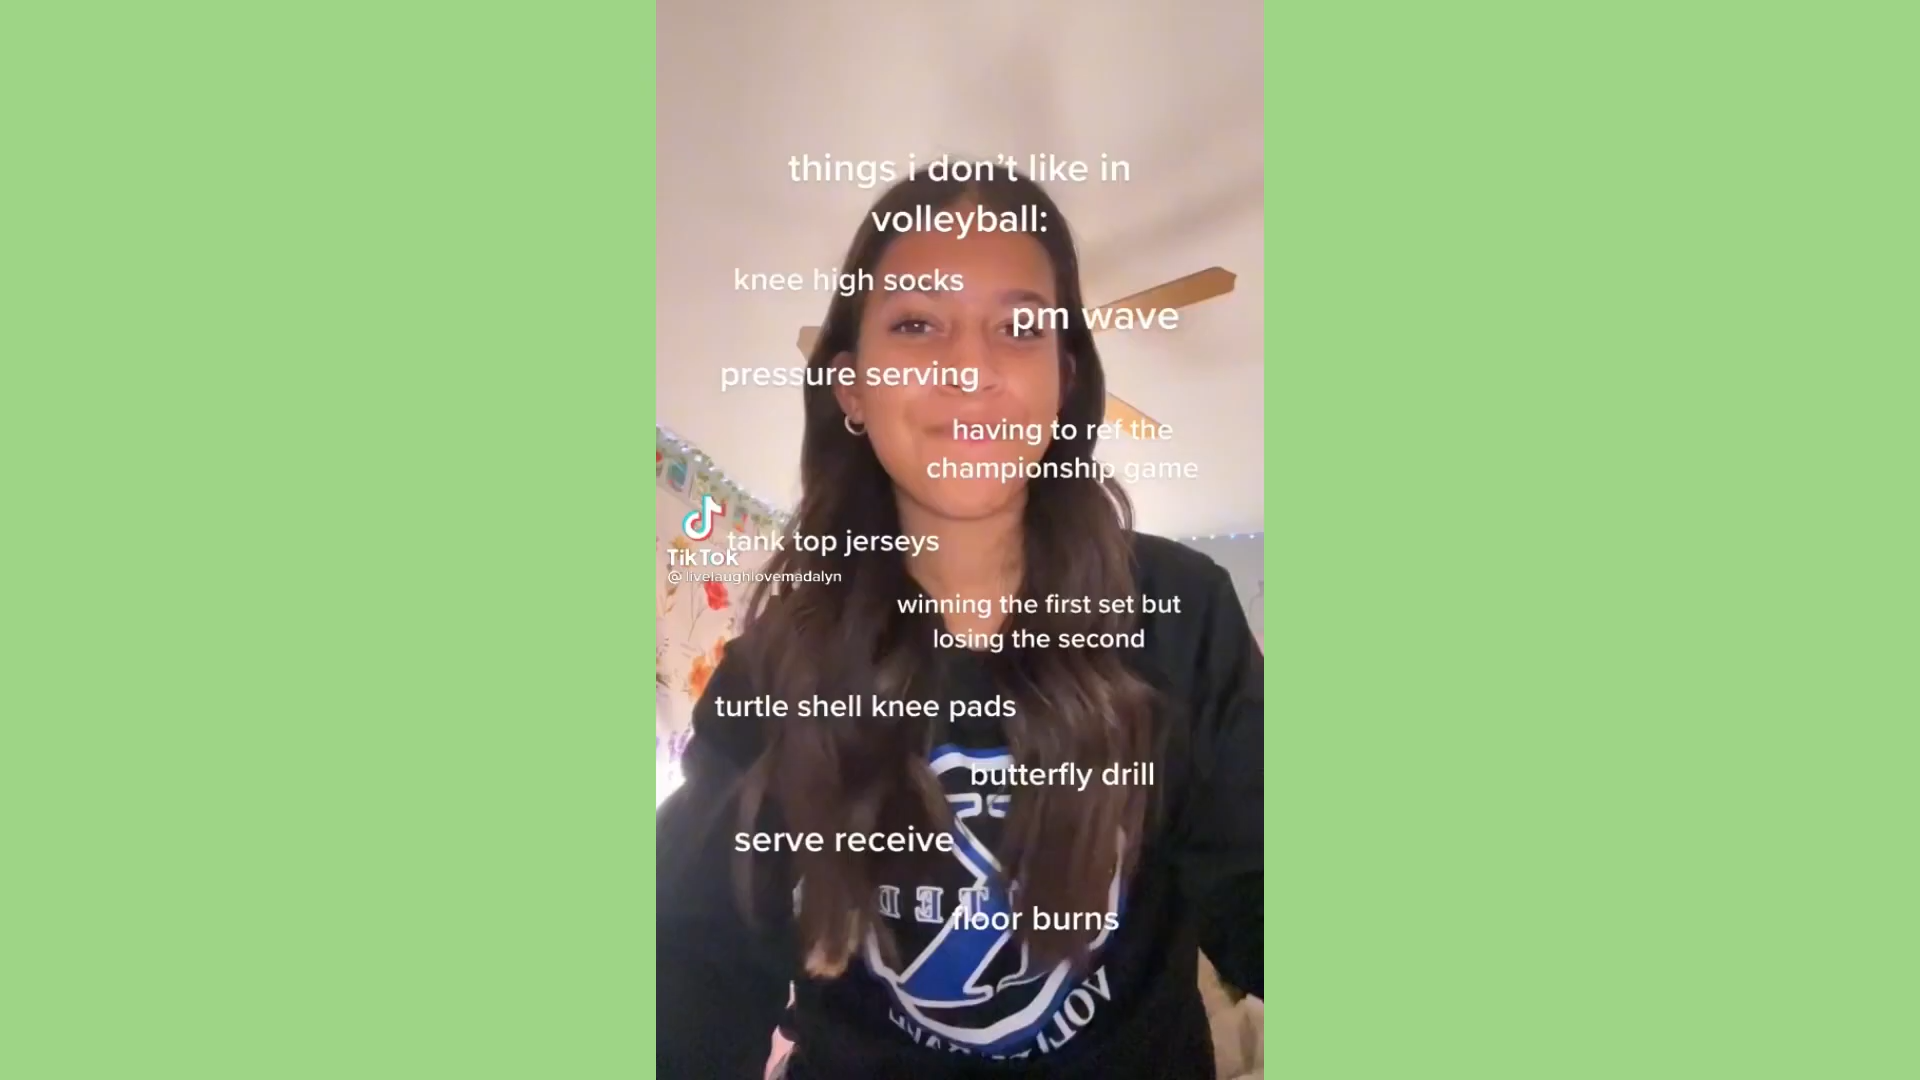 things i don't like in
volleyball:
knee high socks
pm wave
pressure serving
having to ref the
championship game
tank top jerseys
TikTok
@livelaughlovemadalyn
winning the first set but
losing the second
turtle shell knee pads
butterfly drill
serve receive
floor burns